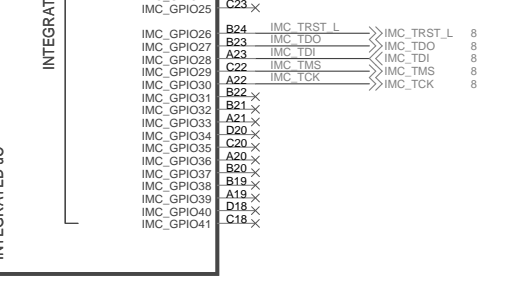 IMC_GPIO25 C23
IMC_GPIO26 B24 IMC_TRST_L IMC_TRST_L 8
IMC_GPIO27 B23 IMC_TDO IMC_TDO 8
IMC_GPIO28 A23 IMC_TDI IMC_TDI 8
IMC_GPIO29 C22 IMC_TMS IMC_TMS 8
IMC_GPIO30 A22 IMC_TCK IMC_TCK 8
IMC_GPIO31 B22
IMC_GPIO32 B21
IMC_GPIO33 A21
IMC_GPIO34 D20
IMC_GPIO35 C20
IMC_GPIO36 A20
IMC_GPIO37 B20
IMC_GPIO38 B19
IMC_GPIO39 A19
IMC_GPIO40 D18
IMC_GPIO41 C18
INTEGRAT